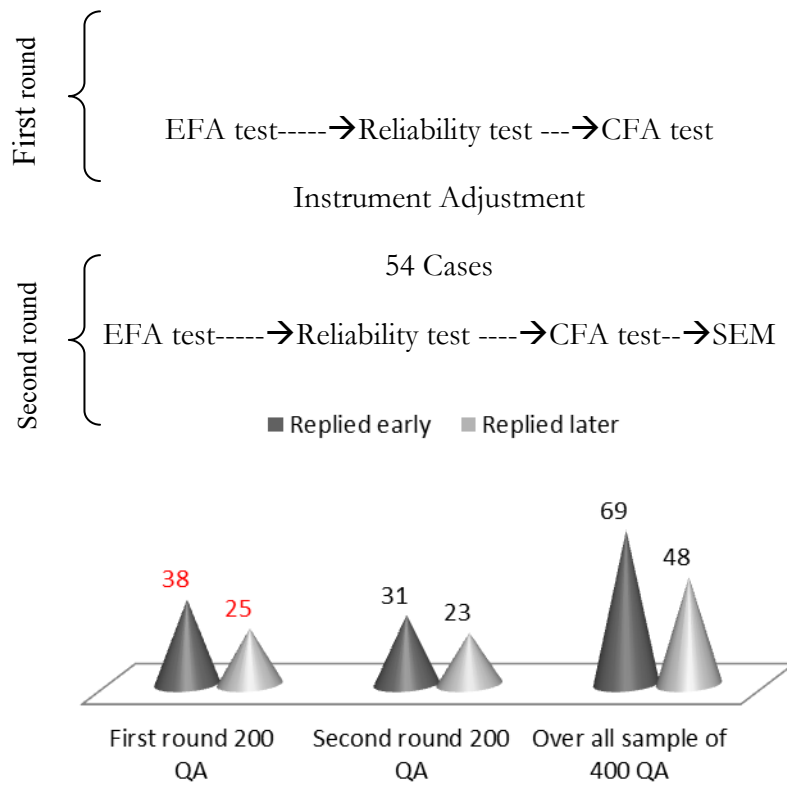 First round
EFA test-----→Reliability test ---→CFA test
Instrument Adjustment
Second round
54 Cases
EFA test-----→Reliability test ----→CFA test--→SEM
Replied early Replied later
38 25 31 23 69 48
First round 200 QA
Second round 200 QA
Over all sample of 400 QA